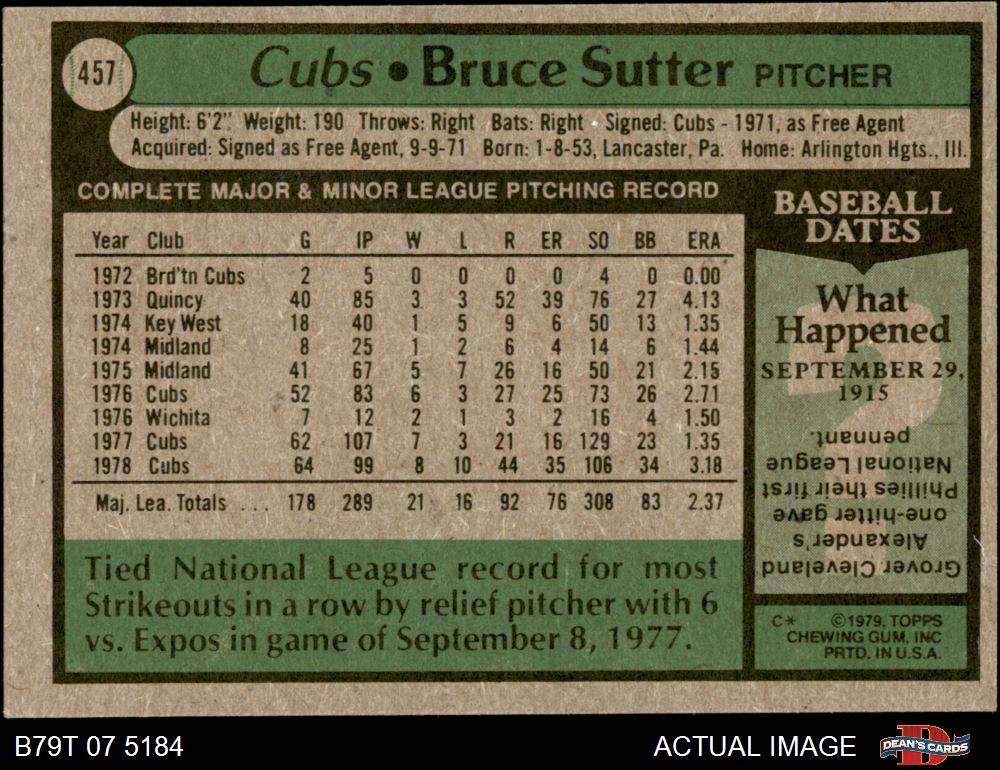 457
Cubs • Bruce Sutter PITCHER
Height: 6'2" Weight: 190 Throws: Right Bats: Right · Signed: Cubs - 1971, as Free Agent
Acquired: Signed as Free Agent, 9-9-71 Born: 1-8-53, Lancaster, Pa. Home: Arlington Hgts., Ill.
COMPLETE MAJOR & MINOR LEAGUE PITCHING RECORD
Year Club G IP W L R ER SO BB ERA
1972 Brd'tn Cubs 2 5 0 0 0 0 4 0 0.00
1973 Quincy 40 85 3 3 52 39 76 27 4.13
1974 Key West 18 40 1 5 9 6 50 13 1.35
1974 Midland 8 25 1 2 6 4 14 6 1.44
1975 Midland 41 67 5 7 26 16 50 21 2.15
1976 Cubs 52 83 6 3 27 25 73 26 2.71
1976 Wichita 7 12 2 1 3 2 16 4 1.50
1977 Cubs 62 107 7 3 21 16 129 23 1.35
1978 Cubs 64 99 8 10 44 35 106 34 3.18
Maj. Lea. Totals ... 178 289 21 16 92 76 308 83 2.37
Tied National League record for most
Strikeouts in a row by relief pitcher with 6
vs. Expos in game of September 8, 1977.
BASEBALL
DATES
What
Happened
SEPTEMBER 29,
1915
Grover Cleveland
Alexander's
one-hitter gave
Phillies their first
National League
pennant.
C* ©1979, TOPPS
CHEWING GUM, INC
PRTD. IN U.S.A.
B79T 07 5184
ACTUAL IMAGE
D
DEAN'S CARDS